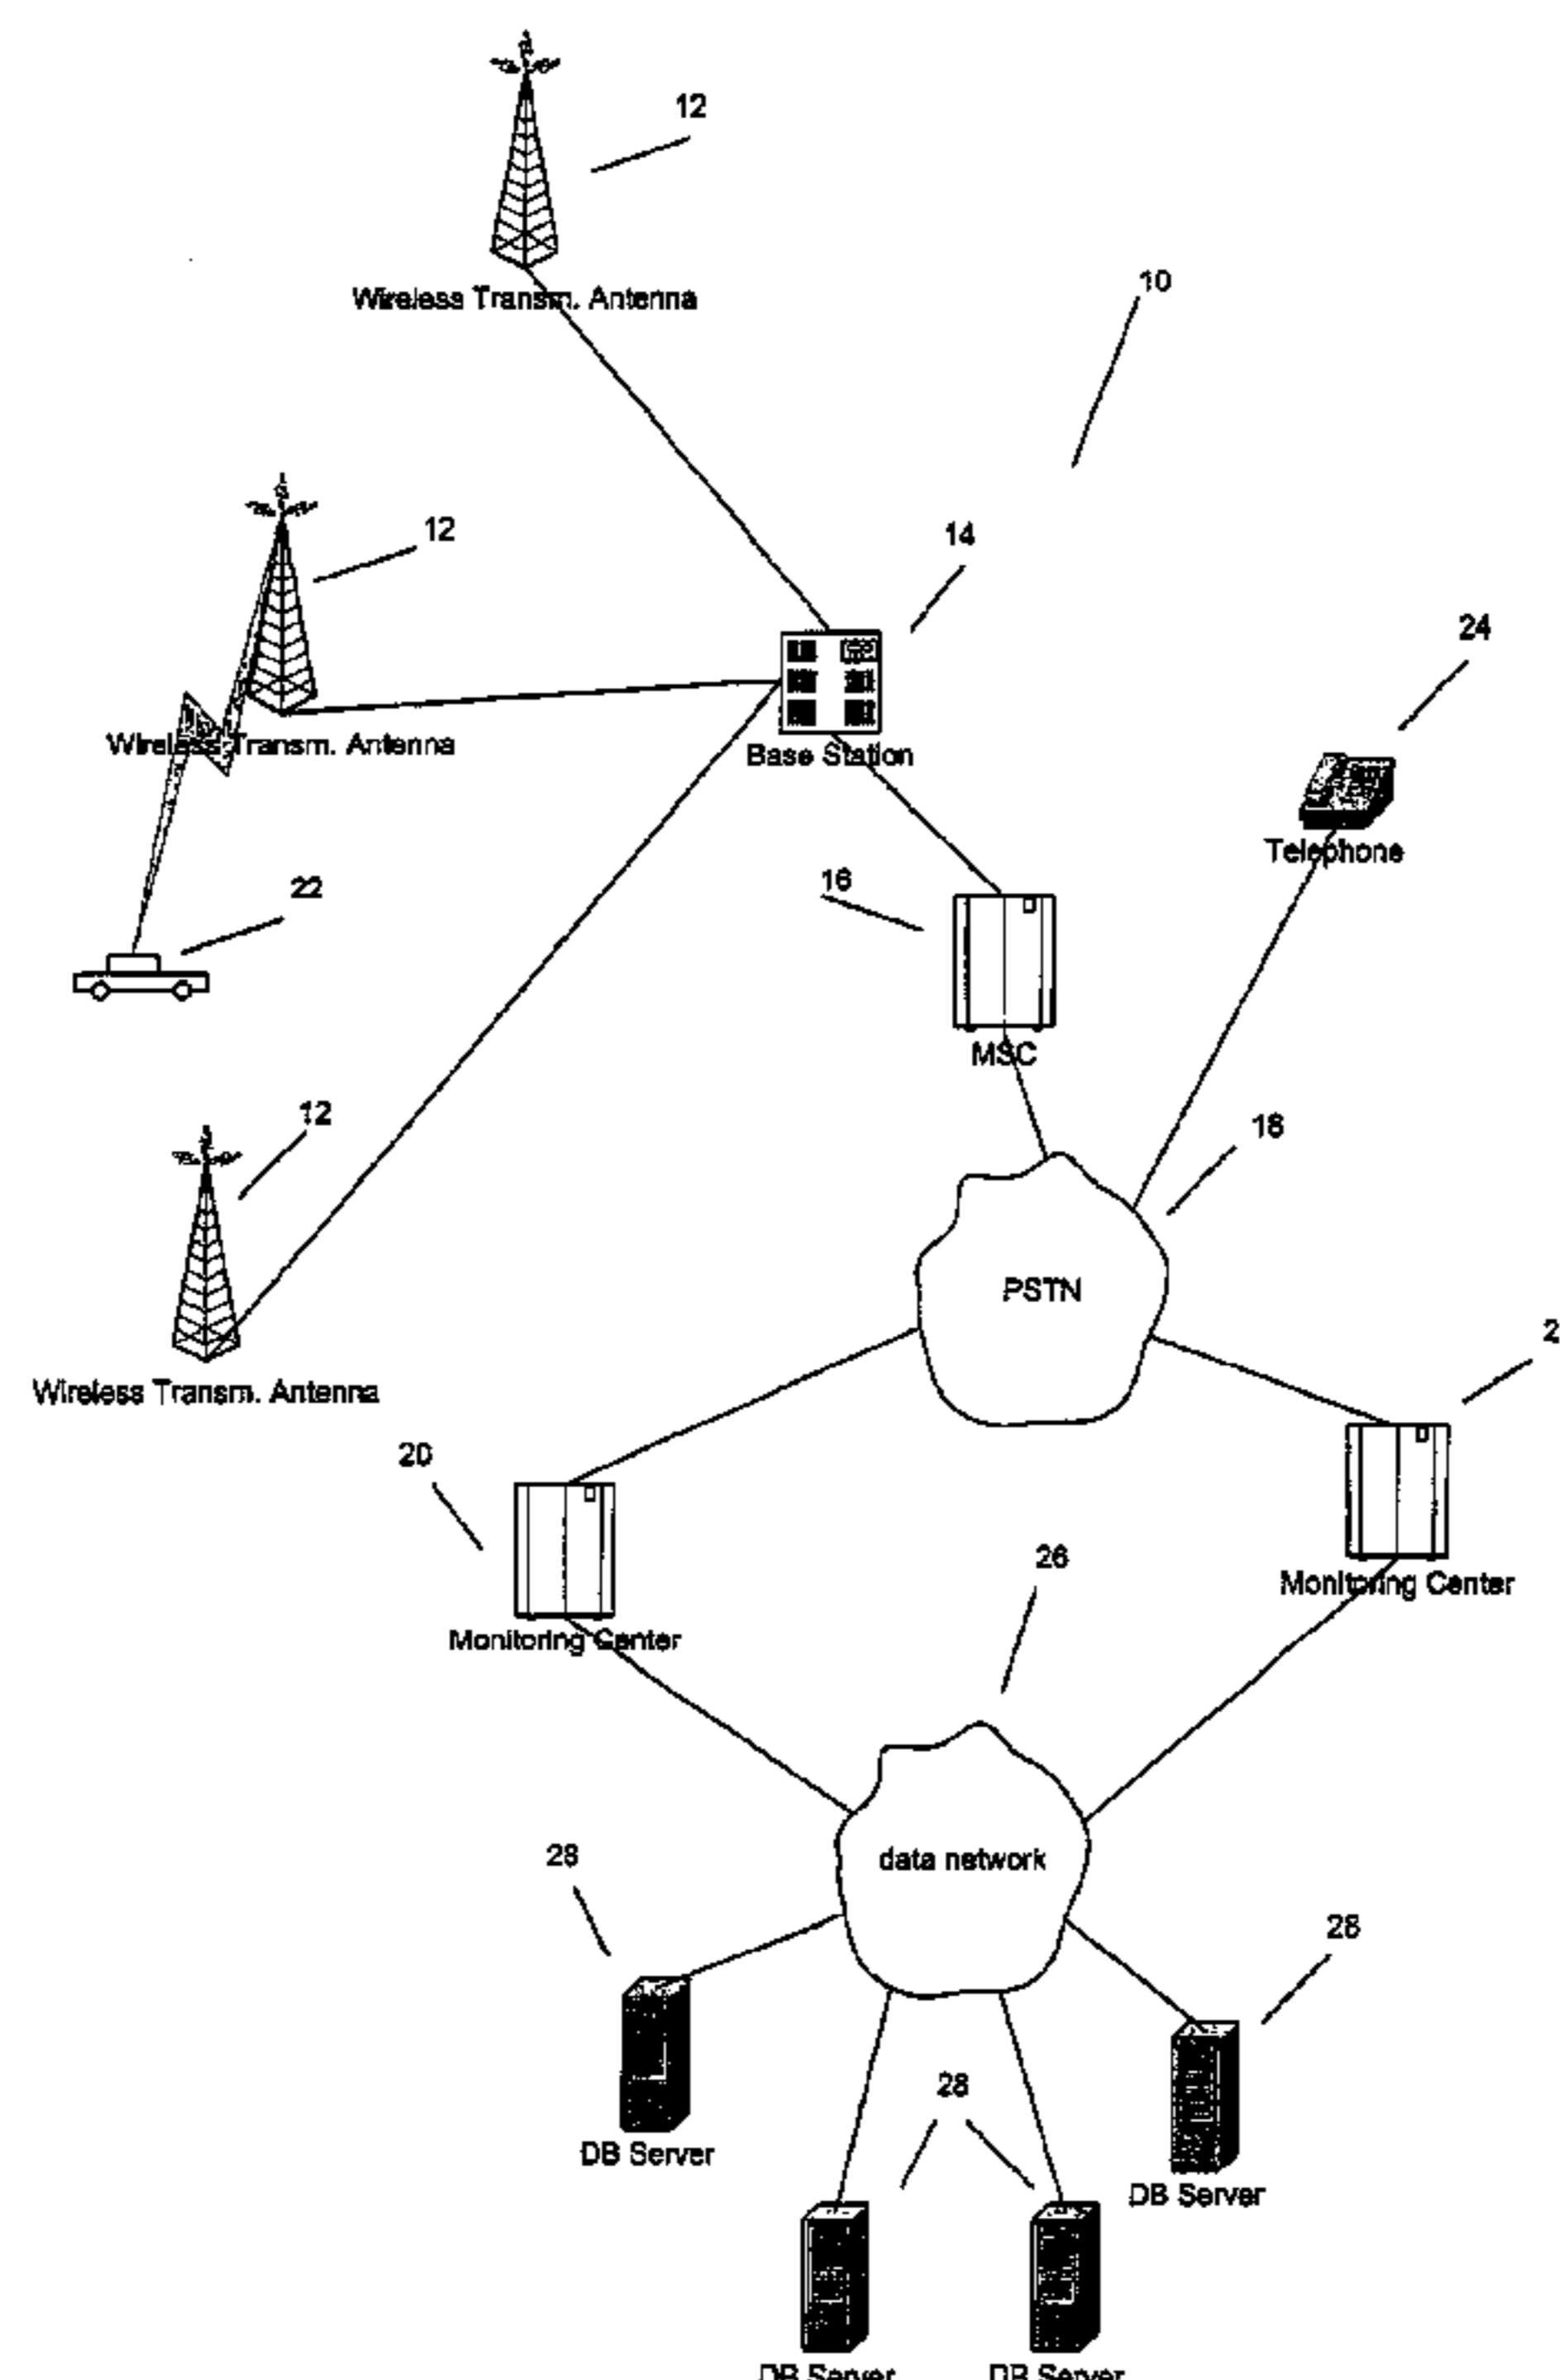 12
Wireless Transm. Antenna
10
12
14
24
Wireless Transm. Antenna
Base Station
Telephone
16
22
MSC
12
18
PSTN
2
Wireless Transm. Antenna
20
26
Monitoring Center
Monitoring Center
data network
28
28
28
DB Server
DB Server
DB Server
DB Server